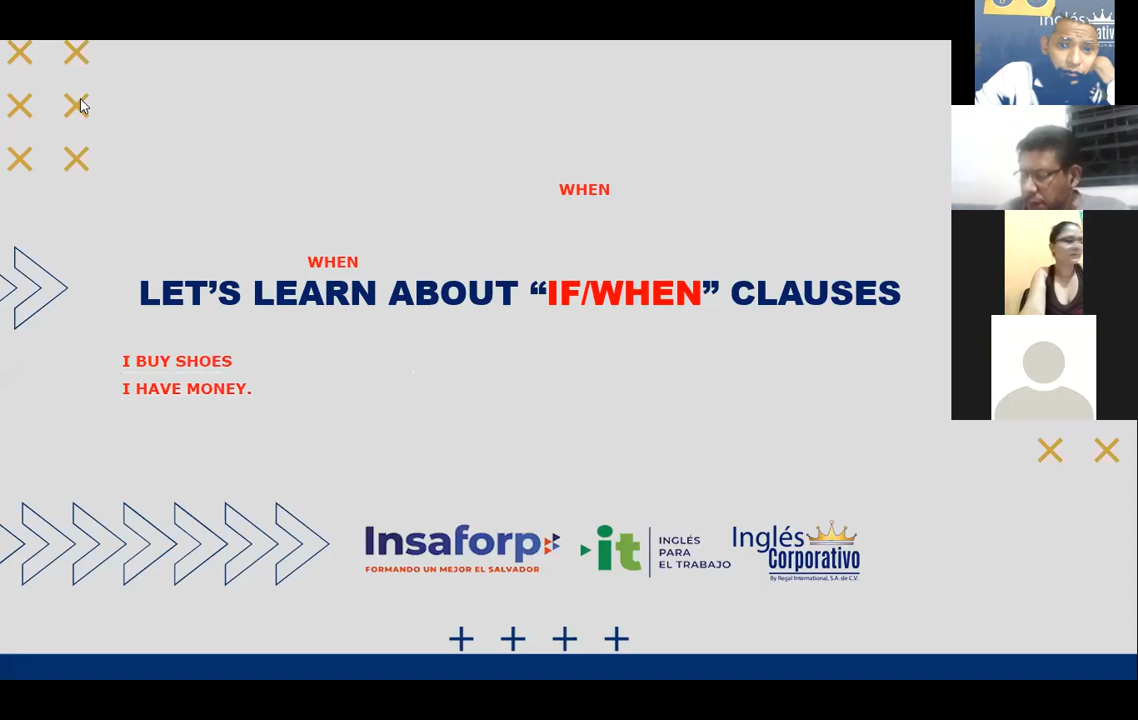 Inglés
WHEN
WHEN
LET'S LEARN ABOUT “IF/WHEN” CLAUSES
I BUY SHOES
I HAVE MONEY.
Insaforp
FORMANDO UN MEJOR EL SALVADOR
it
INGLÉS
PARA
EL TRABAJO
Inglés
Corporativo
By Regal International, S.A. de C.V.